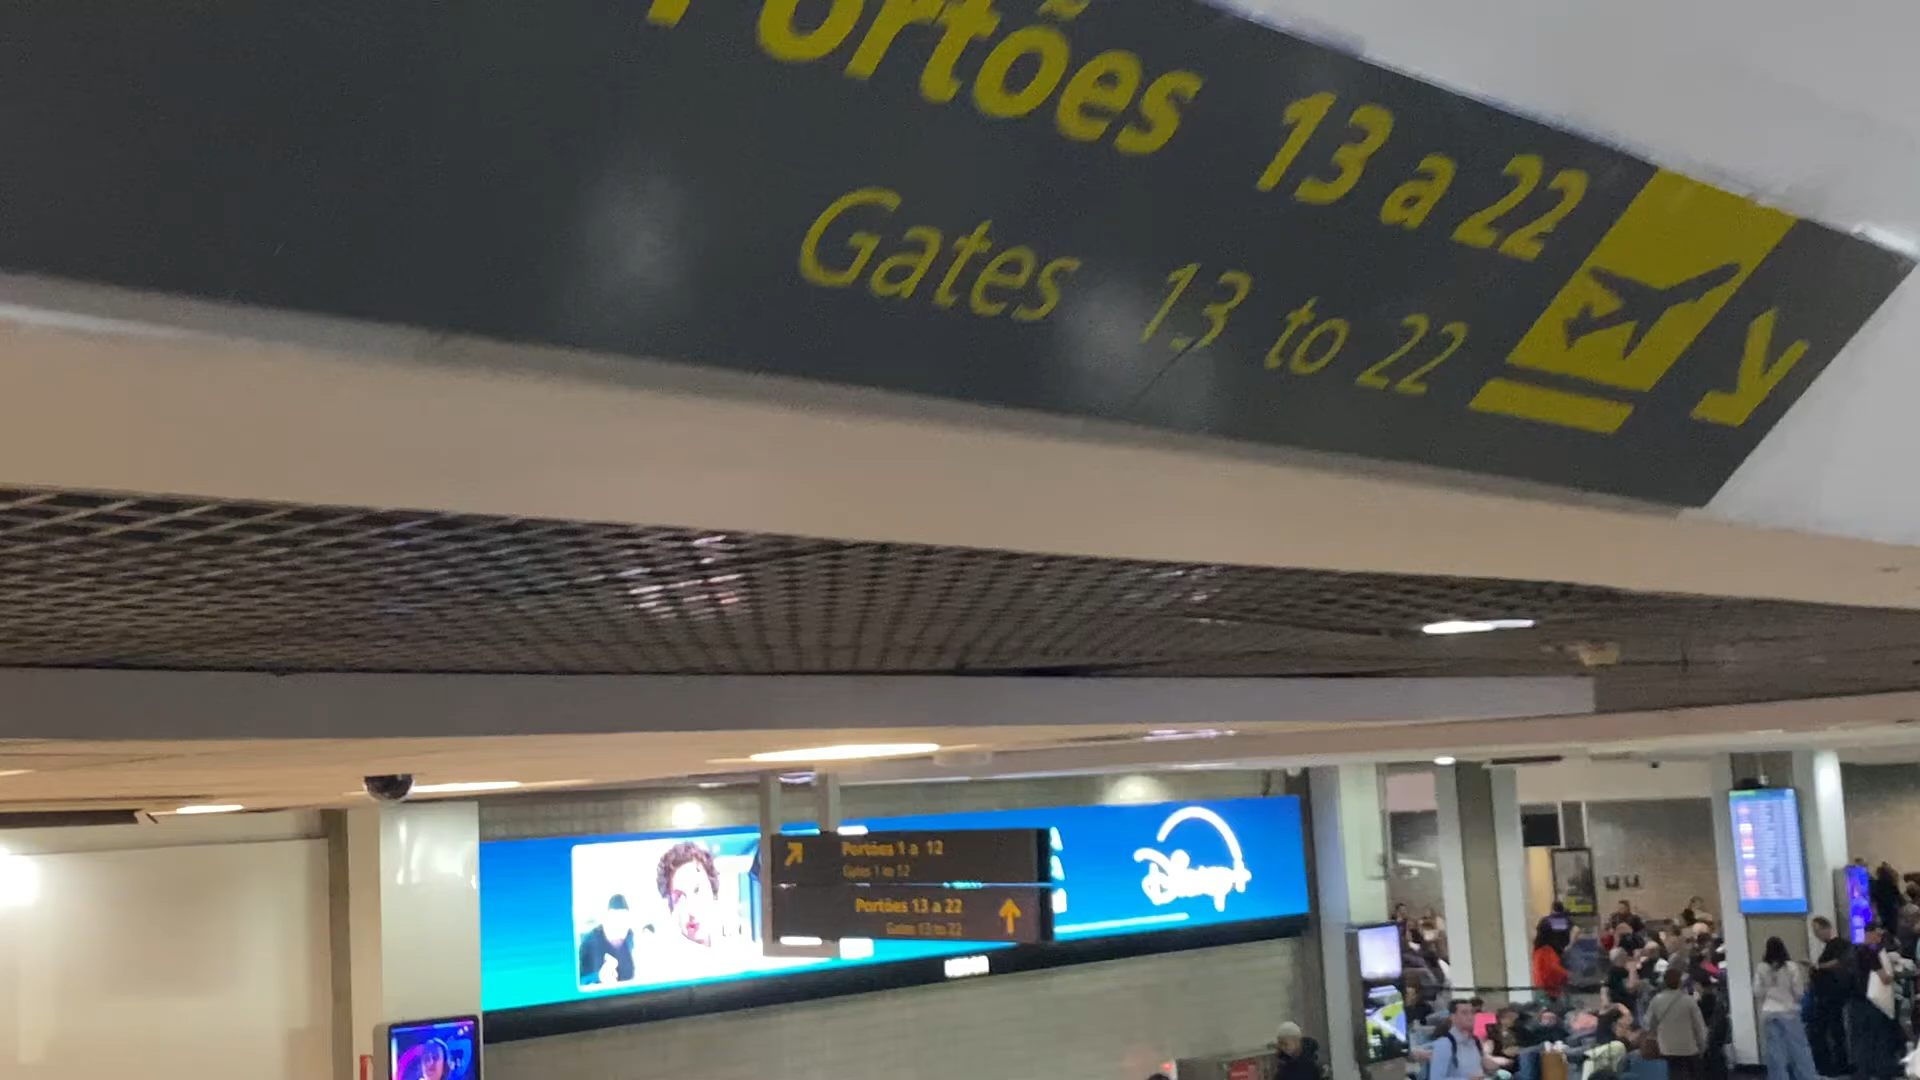 Portões 13 a 22
Gates 13 to 22
Portões 1 a 12
Gates 1 to 12
Portões 13 a 22
Gates 13 to 22
Disney+